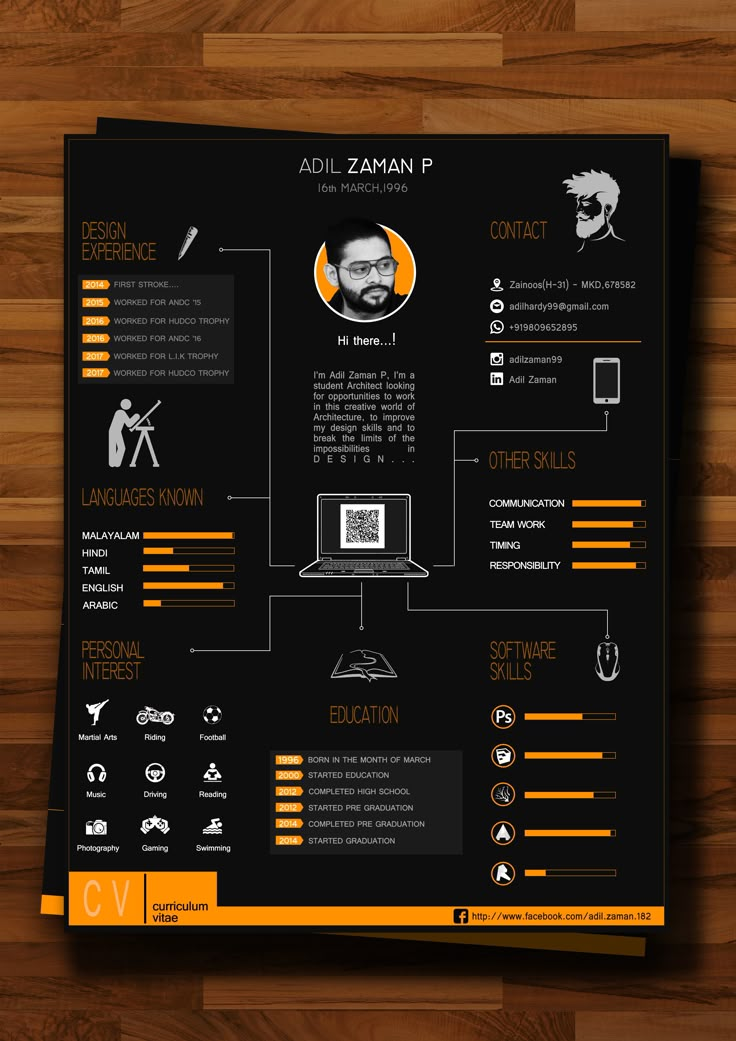 ADIL ZAMAN P
16th MARCH,1996
DESIGN
EXPERIENCE
2014 FIRST STROKE....
2015 WORKED FOR ANDC '15
2016 WORKED FOR HUDCO TROPHY
2016 WORKED FOR ANDC '16
2017 WORKED FOR L.I.K TROPHY
2017 WORKED FOR HUDCO TROPHY
LANGUAGES KNOWN
MALAYALAM
HINDI
TAMIL
ENGLISH
ARABIC
PERSONAL
INTEREST
Martial Arts Riding Football
Music Driving Reading
Photography Gaming Swimming
Hi there...!
I'm Adil Zaman P, I'm a
student Architect looking
for opportunities to work
in this creative world of
Architecture, to improve
my design skills and to
break the limits of the
impossibilities in
DESIGN...
EDUCATION
1996 BORN IN THE MONTH OF MARCH
2000 STARTED EDUCATION
2012 COMPLETED HIGH SCHOOL
2012 STARTED PRE GRADUATION
2014 COMPLETED PRE GRADUATION
2014 STARTED GRADUATION
CONTACT
Zainoos(H-31) - MKD,678582
adilhardy99@gmail.com
+919809652895
adilzaman99
in Adil Zaman
OTHER SKILLS
COMMUNICATION
TEAM WORK
TIMING
RESPONSIBILITY
SOFTWARE
SKILLS
Ps
A
R
CV curriculum
vitae
f http://www.facebook.com/adil.zaman.182